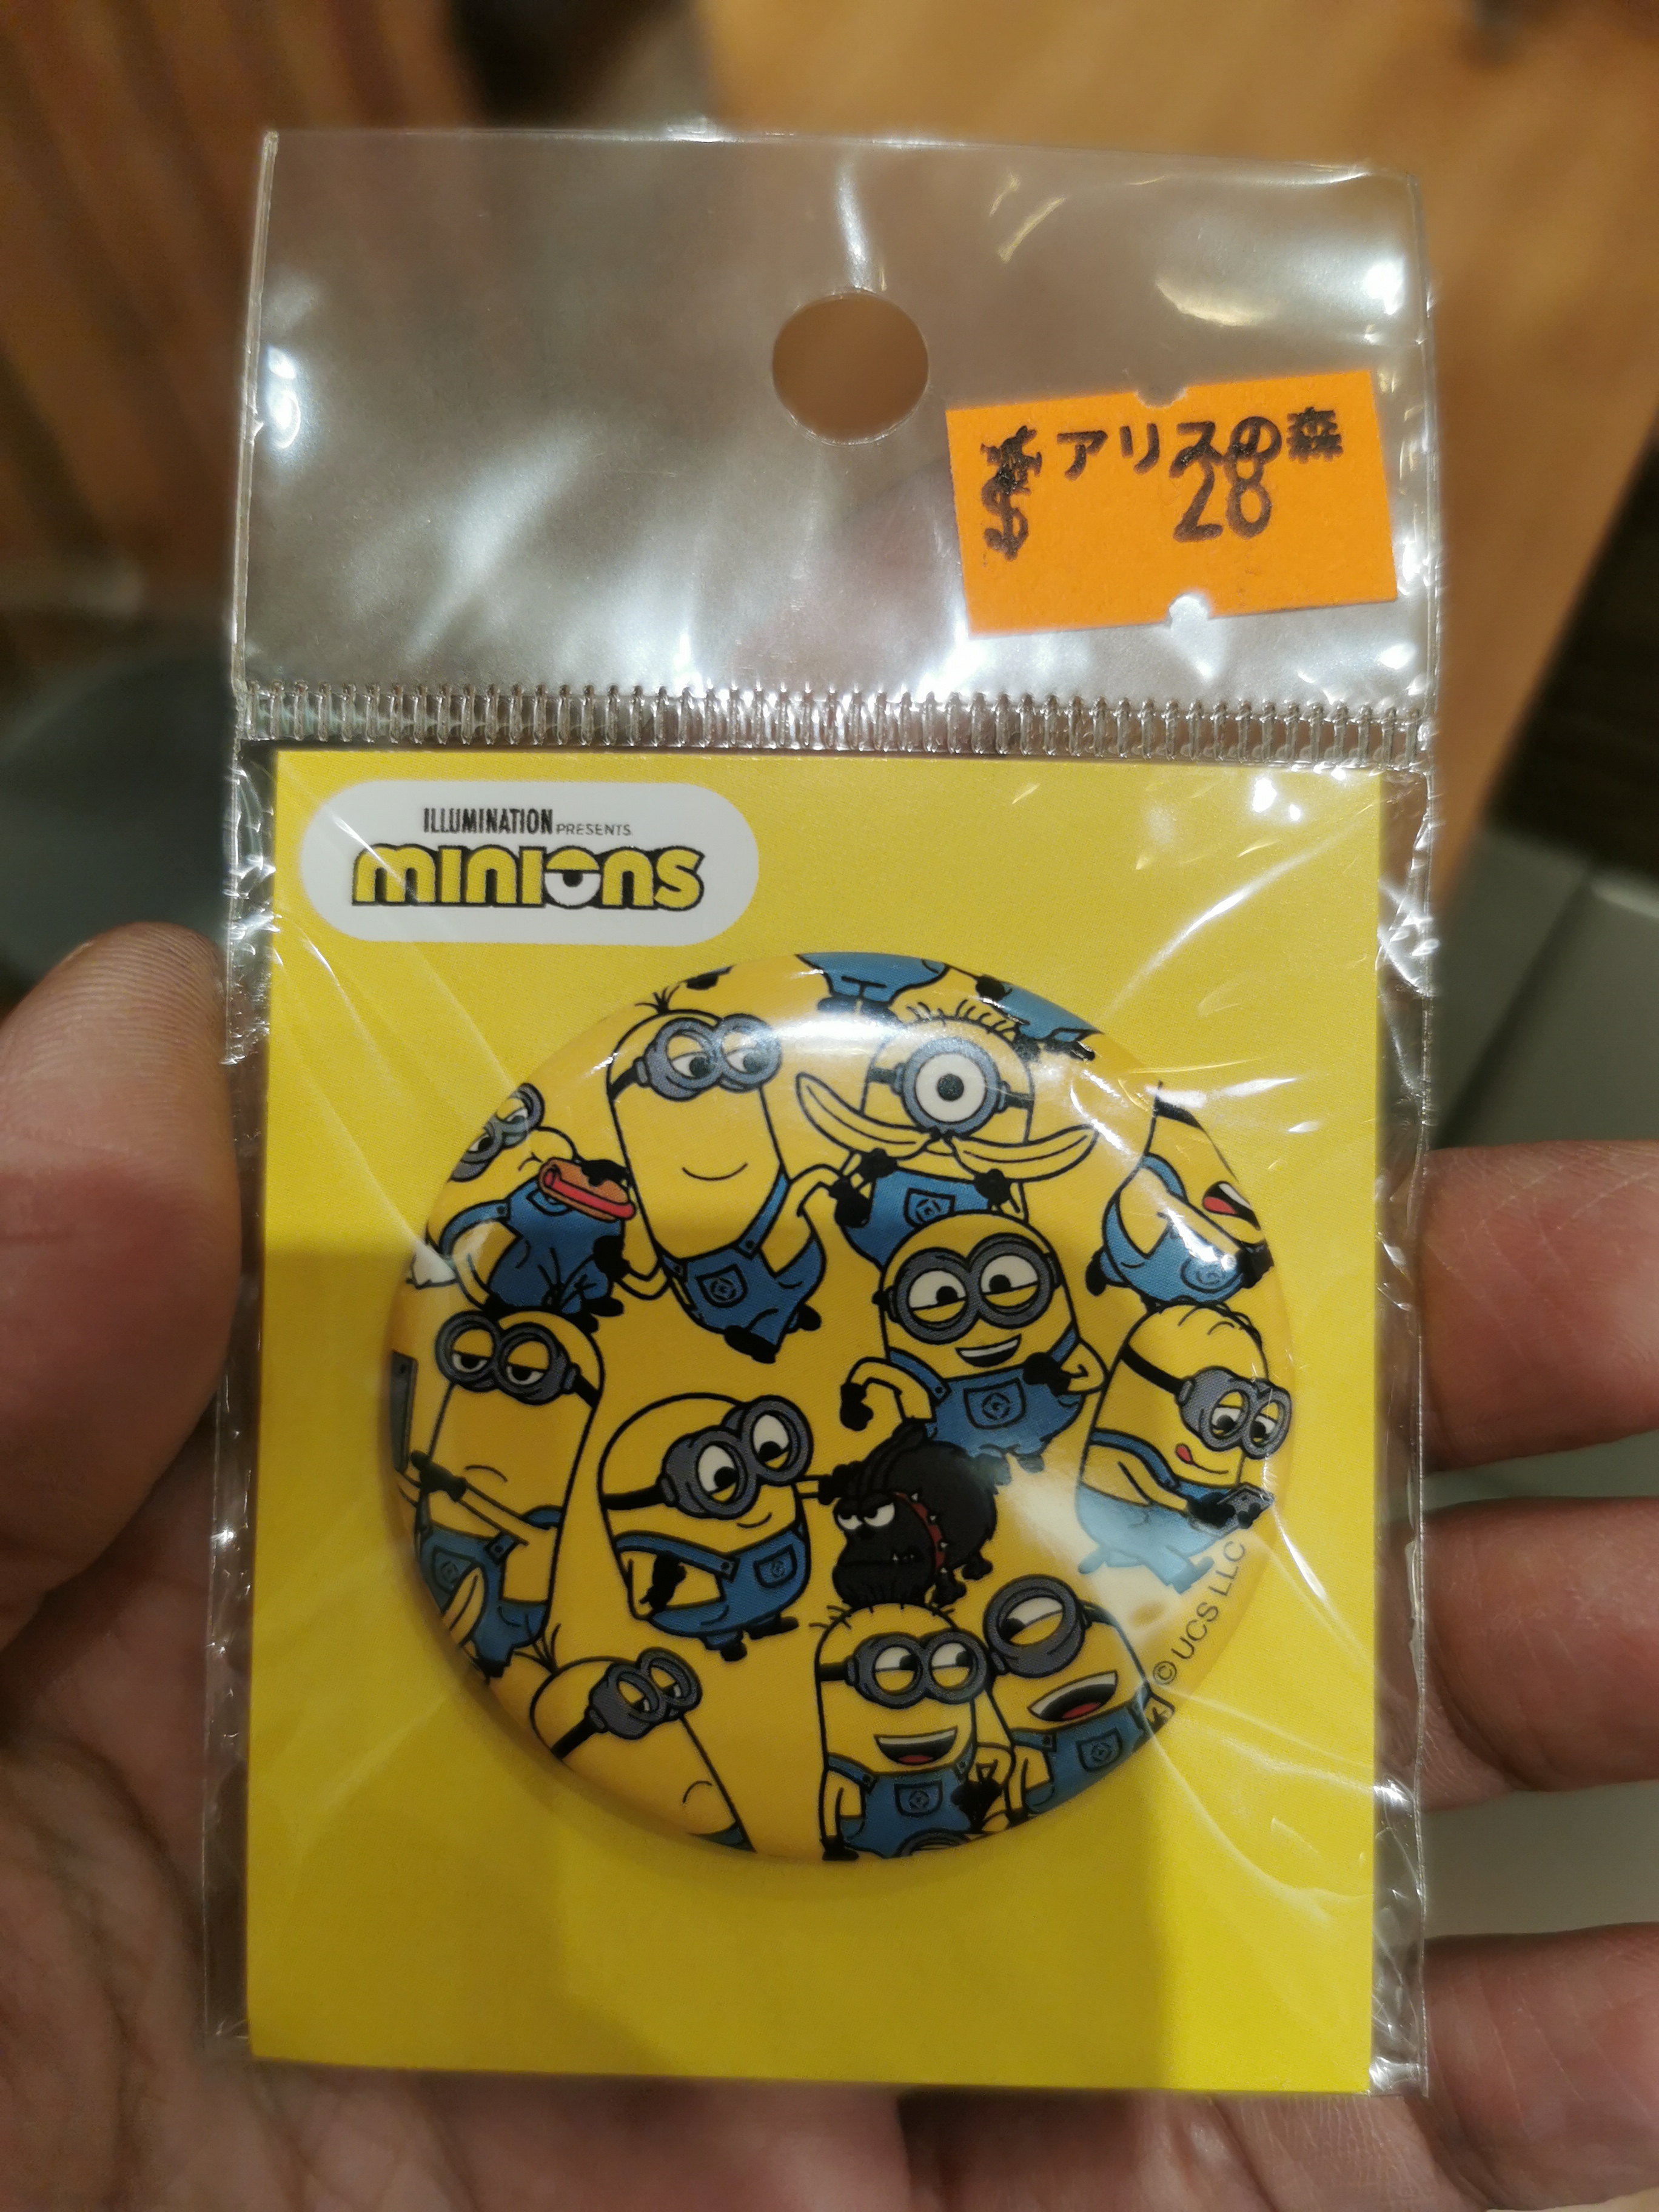 アリスの森
$ 28
ILLUMINATION PRESENTS
minions
© UCS LLC